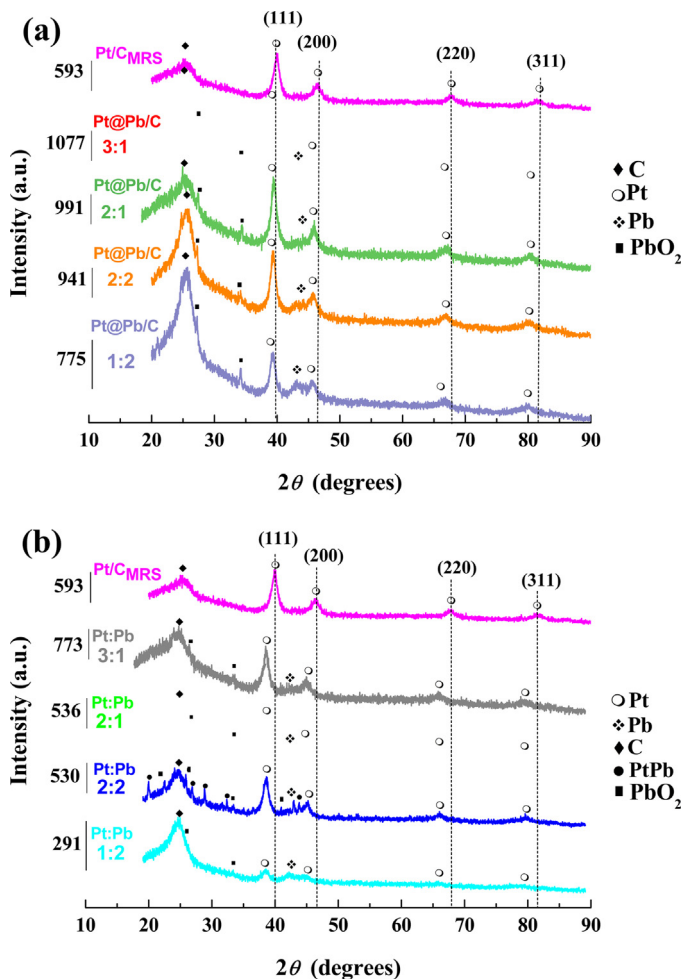 (a)
(111)
(200)
(220)
(311)
Pt/CMRS
593
Pt@Pb/C
1077
3:1
Pt@Pb/C
991
2:1
Pt@Pb/C
941
2:2
Pt@Pb/C
775
1:2
C
Pt
Pb
PbO2
Intensity (a.u.)
10 20 30 40 50 60 70 80 90
2θ (degrees)
(b)
(111)
(200)
(220)
(311)
Pt/CMRS
593
Pt:Pb
773
3:1
Pt:Pb
536
2:1
Pt:Pb
530
2:2
Pt:Pb
291
1:2
Pt
Pb
C
PtPb
PbO2
Intensity (a.u.)
10 20 30 40 50 60 70 80 90
2θ (degrees)